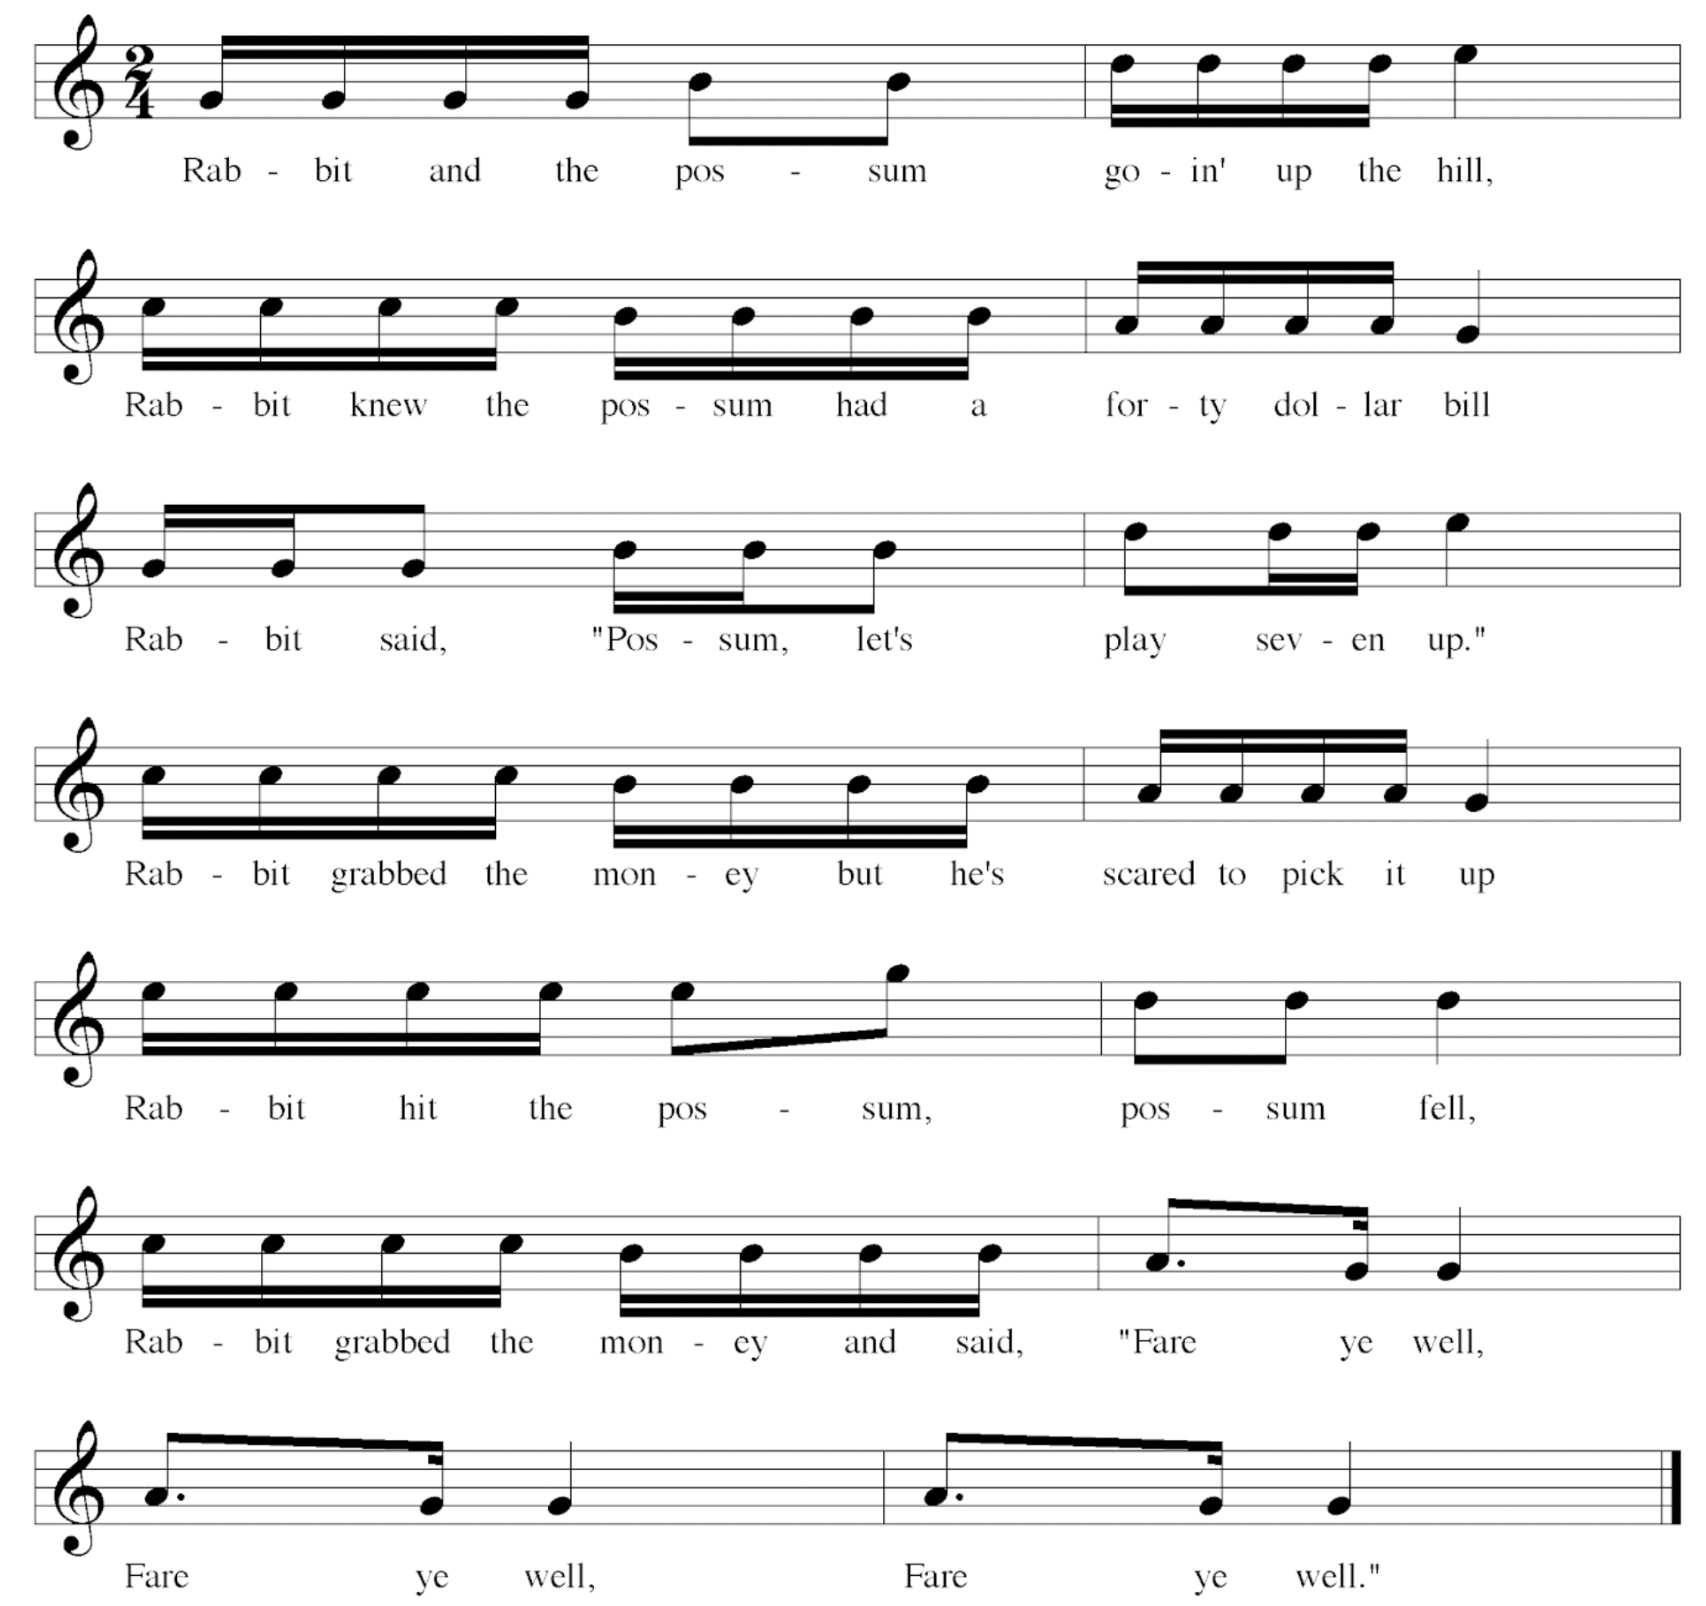 2/4
Rab - bit and the pos - sum go - in' up the hill,
Rab - bit knew the pos - sum had a for - ty dol - lar bill
Rab - bit said, "Pos - sum, let's play sev - en up."
Rab - bit grabbed the mon - ey but he's scared to pick it up
Rab - bit hit the pos - sum, pos - sum fell,
Rab - bit grabbed the mon - ey and said, "Fare ye well,
Fare ye well, Fare ye well."